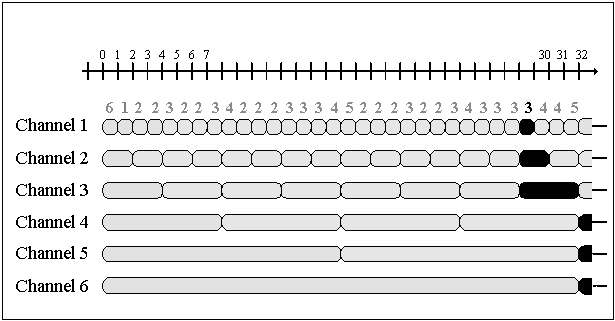 0 1 2 3 4 5 6 7 30 31 32
6 1 2 2 3 2 2 3 4 2 2 2 3 3 3 4 5 2 2 2 3 2 2 3 4 3 3 3 3 4 4 5
Channel 1
Channel 2
Channel 3
Channel 4
Channel 5
Channel 6